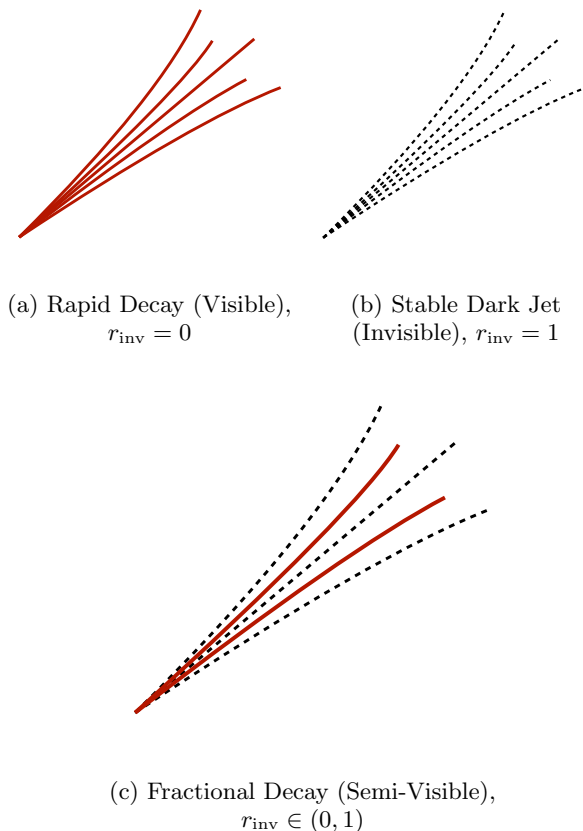 (a) Rapid Decay (Visible),
r_inv = 0
(b) Stable Dark Jet
(Invisible), r_inv = 1
(c) Fractional Decay (Semi-Visible),
r_inv ∈ (0, 1)